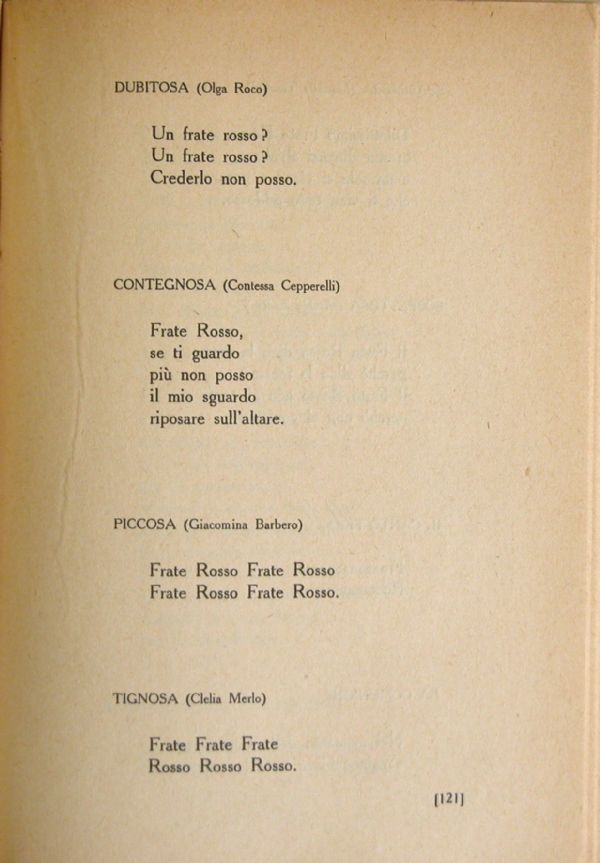 DUBITOSA (Olga Roco)
Un frate rosso?
Un frate rosso?
Crederlo non posso.
CONTEGNOSA (Contessa Cepperelli)
Frate Rosso,
se ti guardo
più non posso
il mio sguardo
riposare sull'altare.
PICCOSA (Giacomina Barbero)
Frate Rosso Frate Rosso
Frate Rosso Frate Rosso.
TIGNOSA (Clelia Merlo)
Frate Frate Frate
Rosso Rosso Rosso.
[121]